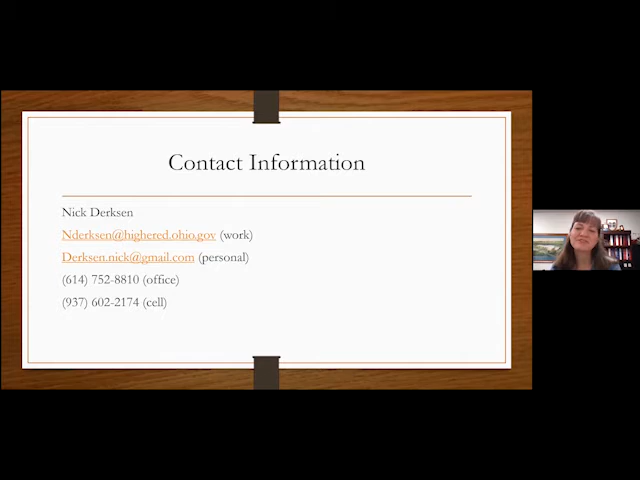 Contact Information
Nick Derksen
Nderksen@highered.ohio.gov (work)
Derksen.nick@gmail.com (personal)
(614) 752-8810 (office)
(937) 602-2174 (cell)